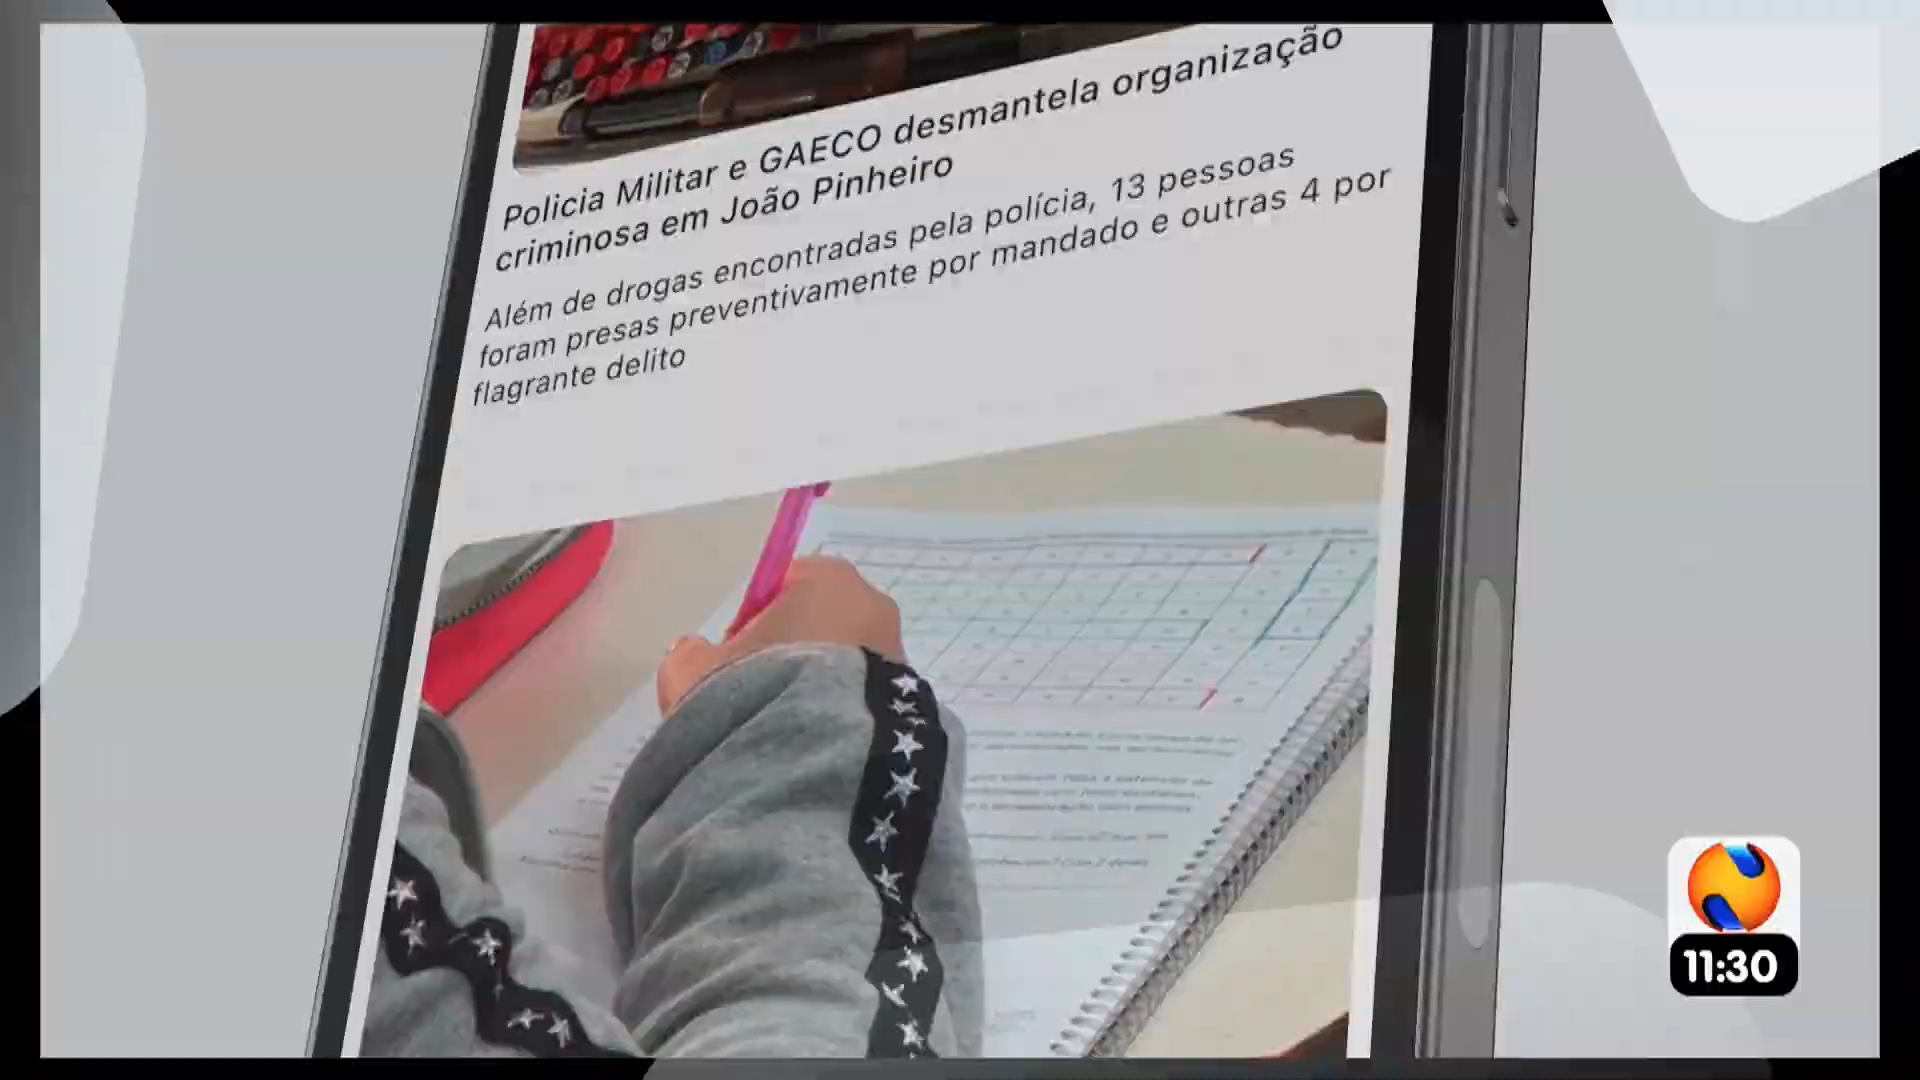 Policia Militar e GAECO desmantela organização
criminosa em João Pinheiro
Além de drogas encontradas pela polícia, 13 pessoas
foram presas preventivamente por mandado e outras 4 por
flagrante delito
11:30